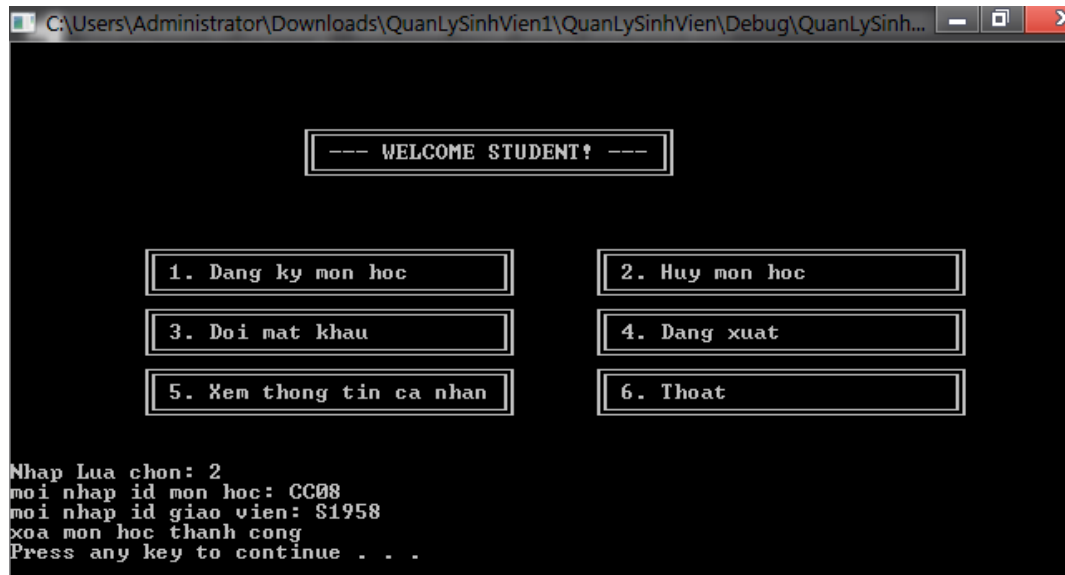 C:\Users\Administrator\Downloads\QuanLySinhVien1\QuanLySinhVien\Debug\QuanLySinh...
--- WELCOME STUDENT! ---
1. Dang ky mon hoc
2. Huy mon hoc
3. Doi mat khau
4. Dang xuat
5. Xem thong tin ca nhan
6. Thoat
Nhap Lua chon: 2
moi nhap id mon hoc: CC08
moi nhap id giao vien: S1958
xoa mon hoc thanh cong
Press any key to continue . . .